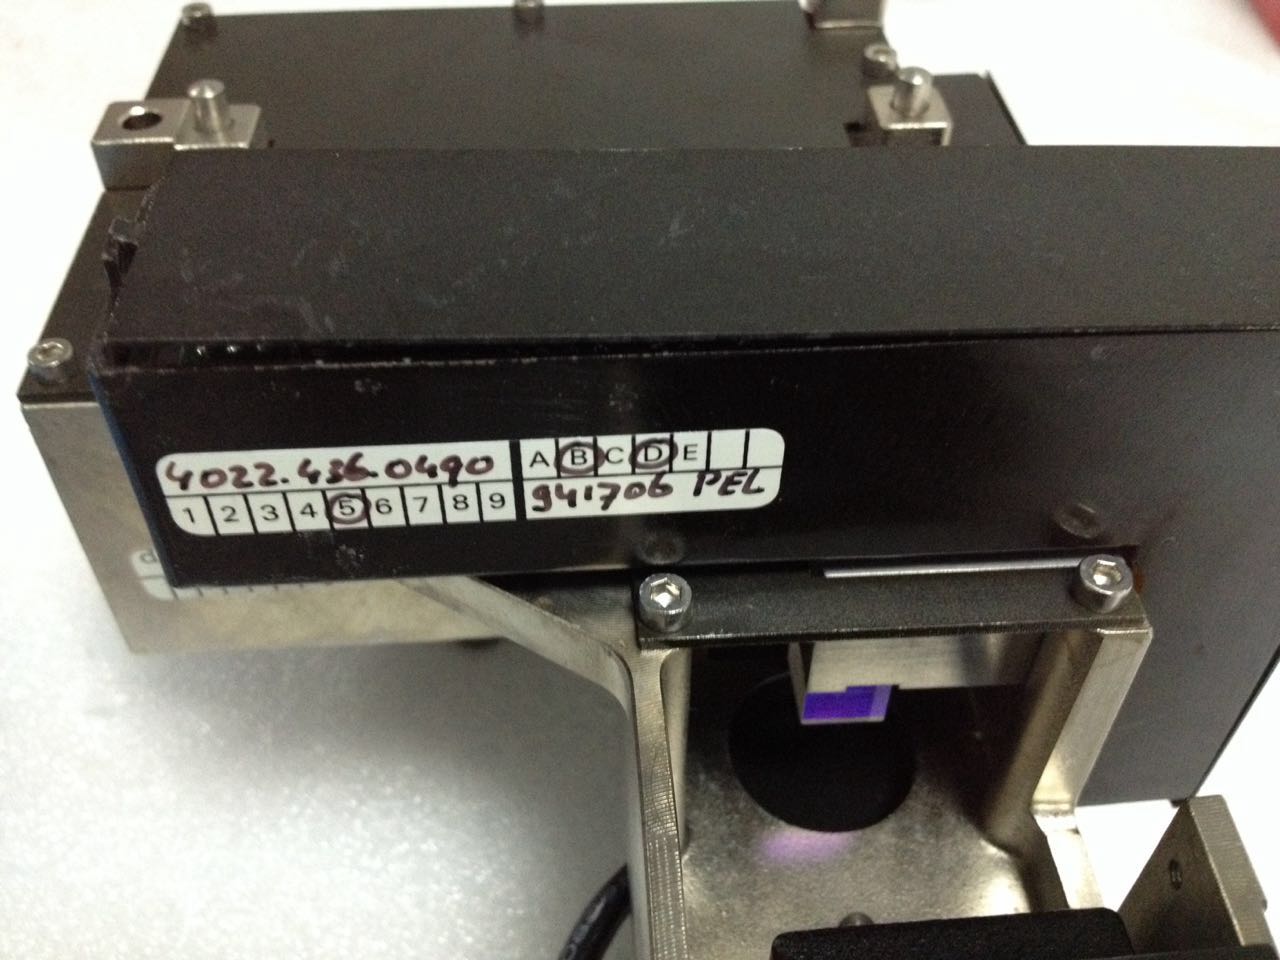 4022.436.0490
1 2 3 4 5 6 7 8 9
A B C D E
941706 PEL